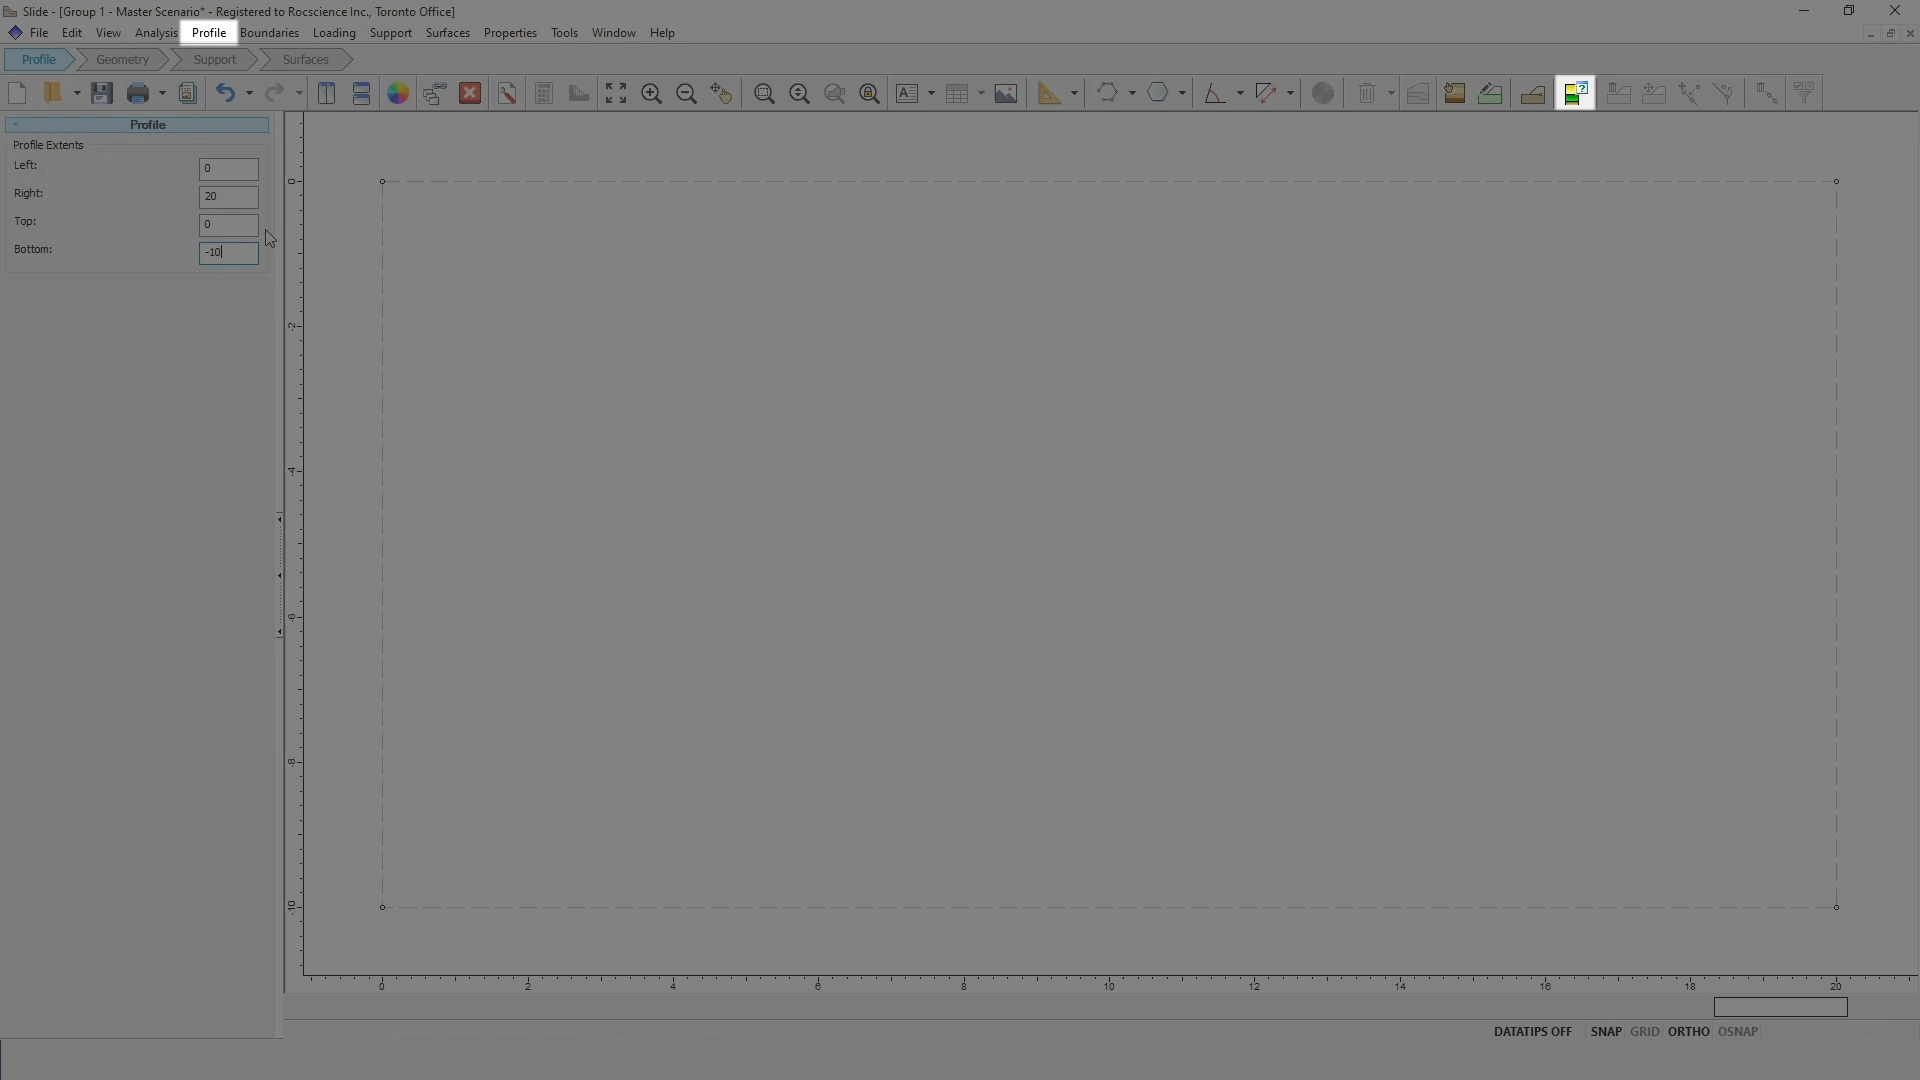 Slide - [Group 1 - Master Scenario* - Registered to Rocscience Inc., Toronto Office]
File Edit View Analysis Profile Boundaries Loading Support Surfaces Properties Tools Window Help
Profile Geometry Support Surfaces
Profile
Profile Extents
Left: 0
Right: 20
Top: 0
Bottom: -10
0
-2
-4
-6
-8
-10
0 2 4 6 8 10 12 14 16 18 20
DATATIPS OFF SNAP GRID ORTHO OSNAP